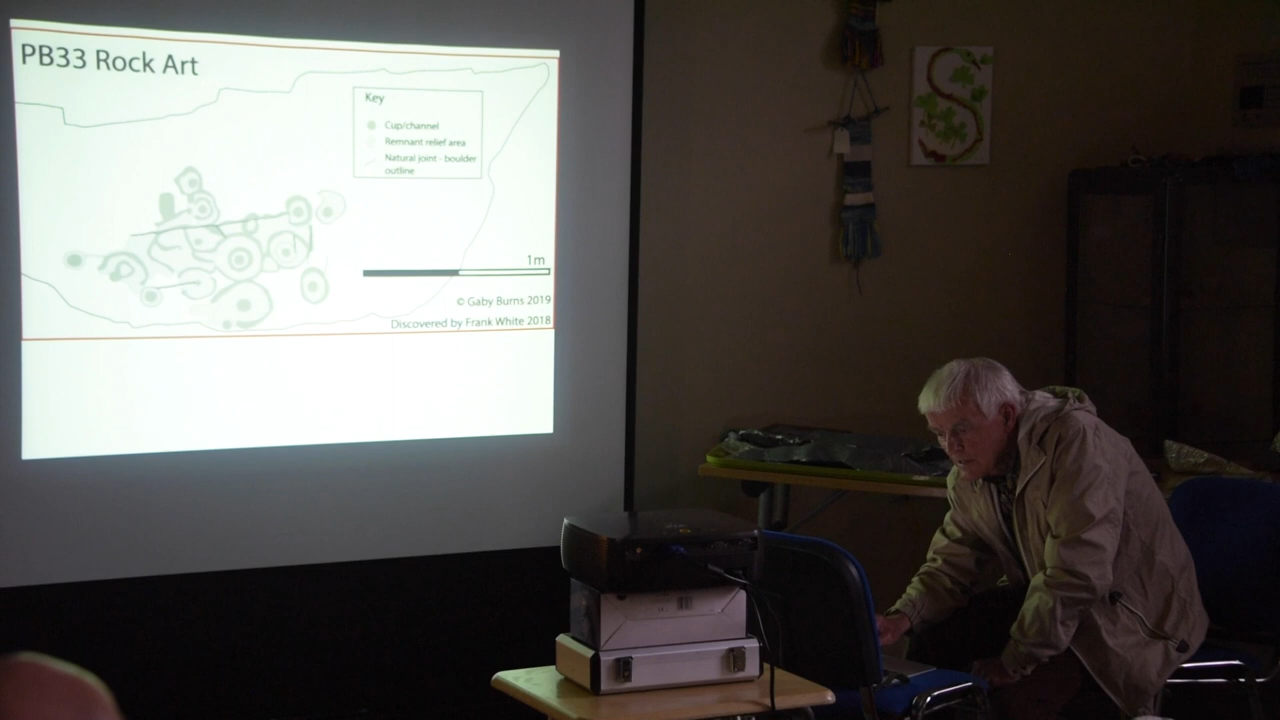 PB33 Rock Art
Key
Cup/channel
Remnant relief area
Natural joint - boulder
outline
1m
© Gaby Burns 2019
Discovered by Frank White 2018